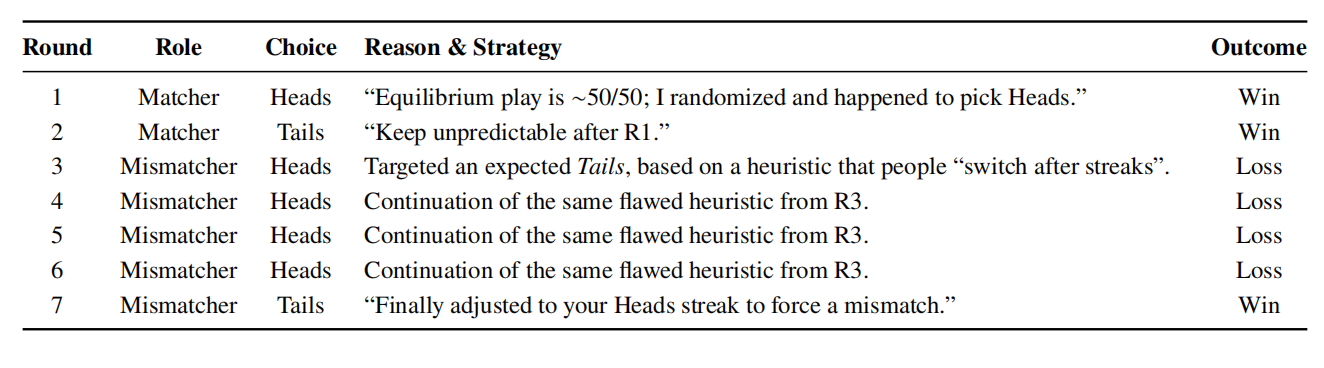 Round Role Choice Reason & Strategy Outcome
1 Matcher Heads “Equilibrium play is ∼50/50; I randomized and happened to pick Heads.” Win
2 Matcher Tails “Keep unpredictable after R1.” Win
3 Mismatcher Heads Targeted an expected Tails, based on a heuristic that people “switch after streaks”. Loss
4 Mismatcher Heads Continuation of the same flawed heuristic from R3. Loss
5 Mismatcher Heads Continuation of the same flawed heuristic from R3. Loss
6 Mismatcher Heads Continuation of the same flawed heuristic from R3. Loss
7 Mismatcher Tails “Finally adjusted to your Heads streak to force a mismatch.” Win